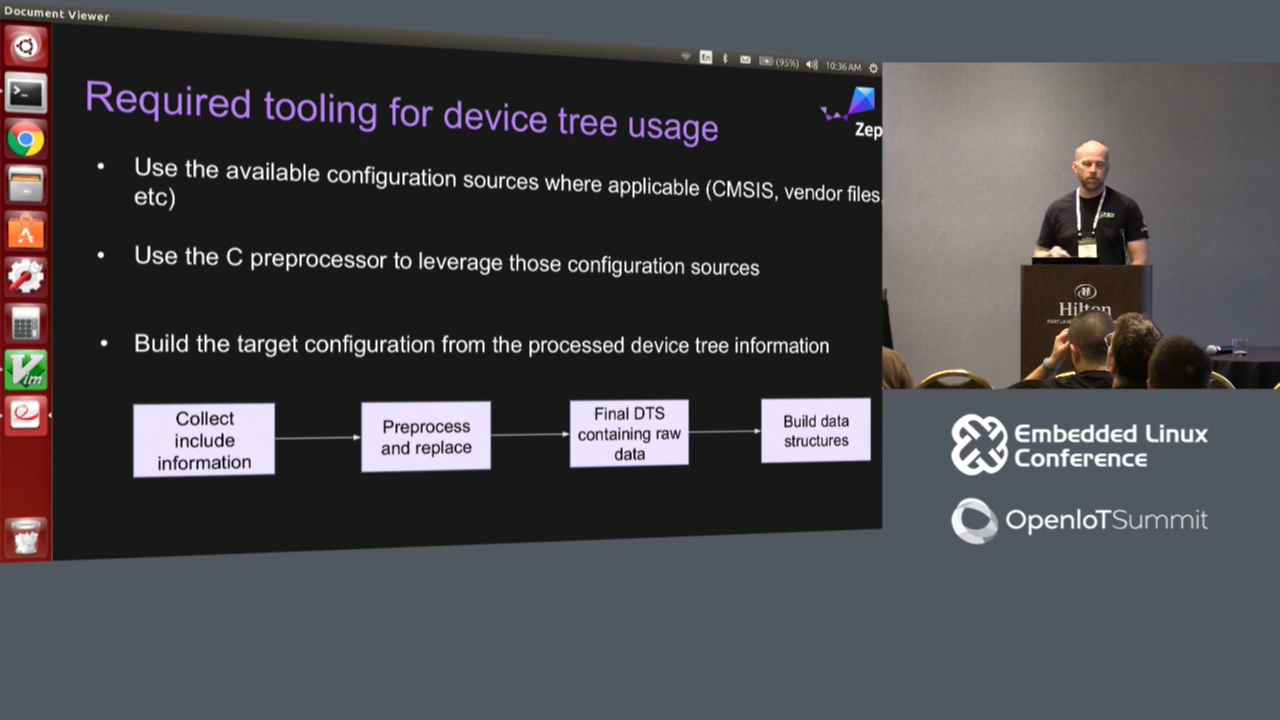 Document Viewer
En
(95%)
10:36 AM
Required tooling for device tree usage
Zep
• Use the available configuration sources where applicable (CMSIS, vendor files,
etc)
• Use the C preprocessor to leverage those configuration sources
• Build the target configuration from the processed device tree information
Collect
include
information
Preprocess
and replace
Final DTS
containing raw
data
Build data
structures
Vim
Hilton
Embedded Linux
Conference
OpenIoTSummit